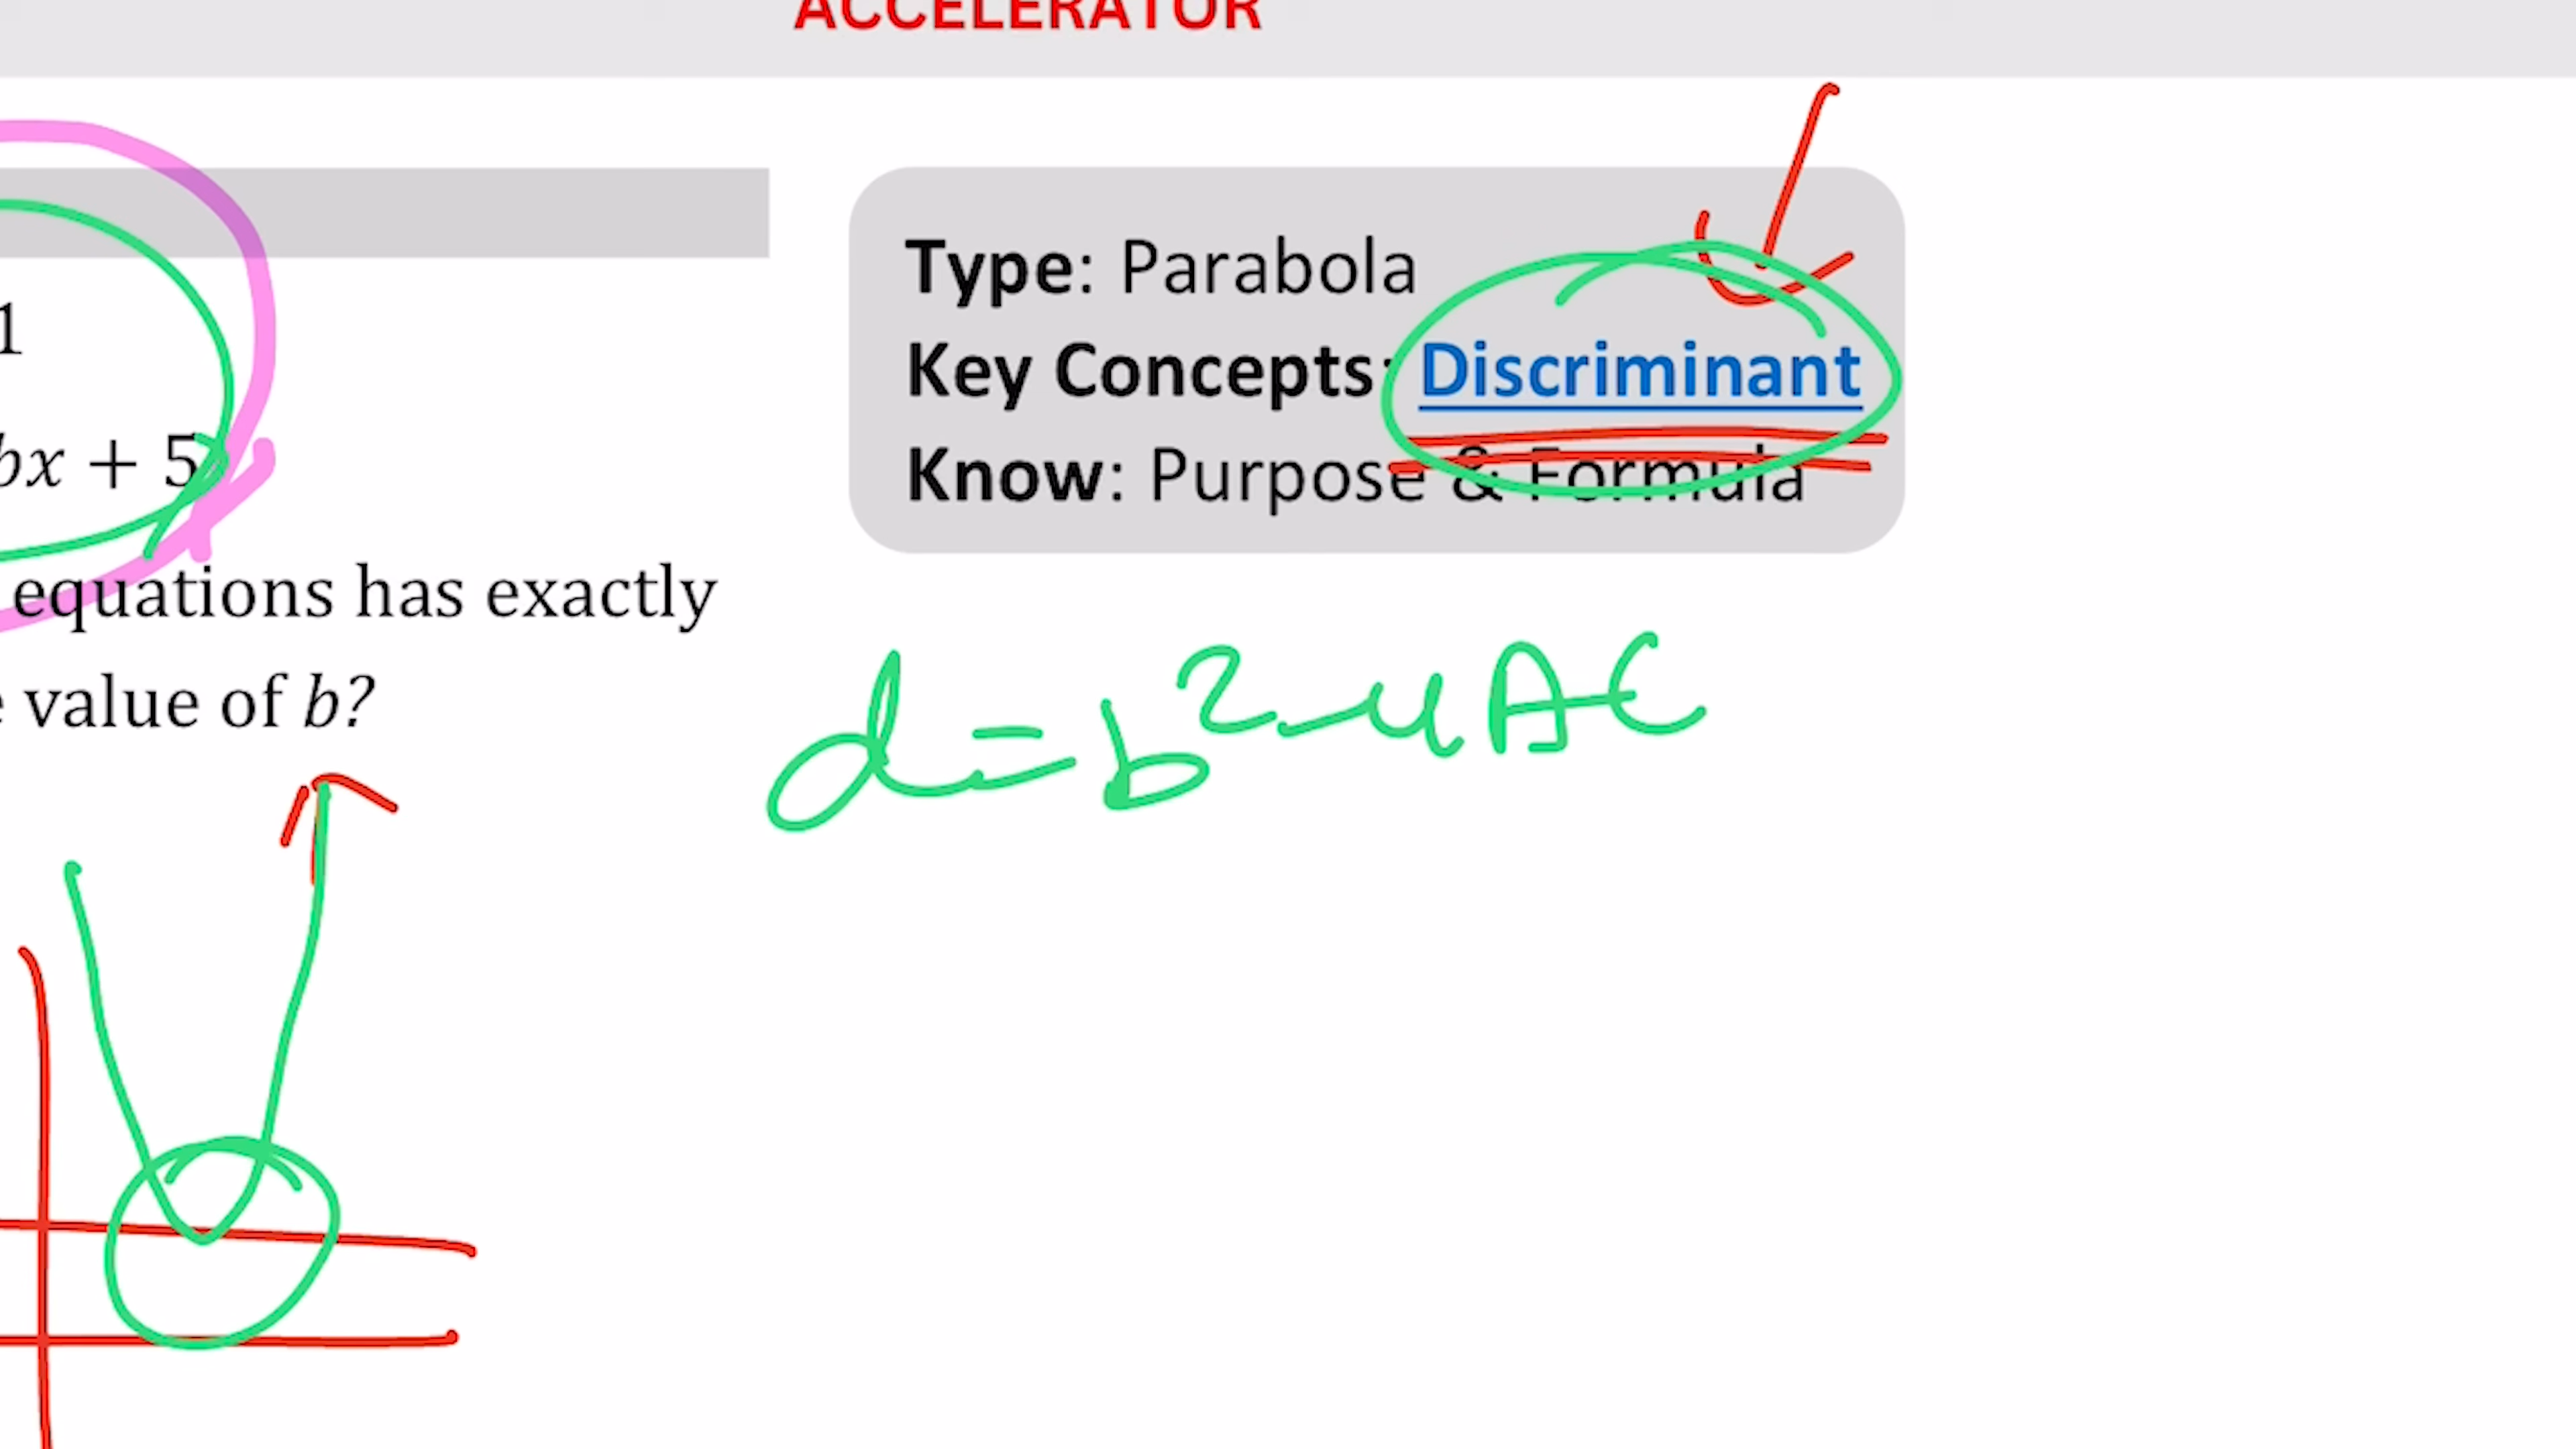 ACCELERATOR
Type: Parabola
Key Concepts: Discriminant
Know: Purpose & Formula
1
bx + 5
equations has exactly
value of b?
d = b² - 4AC